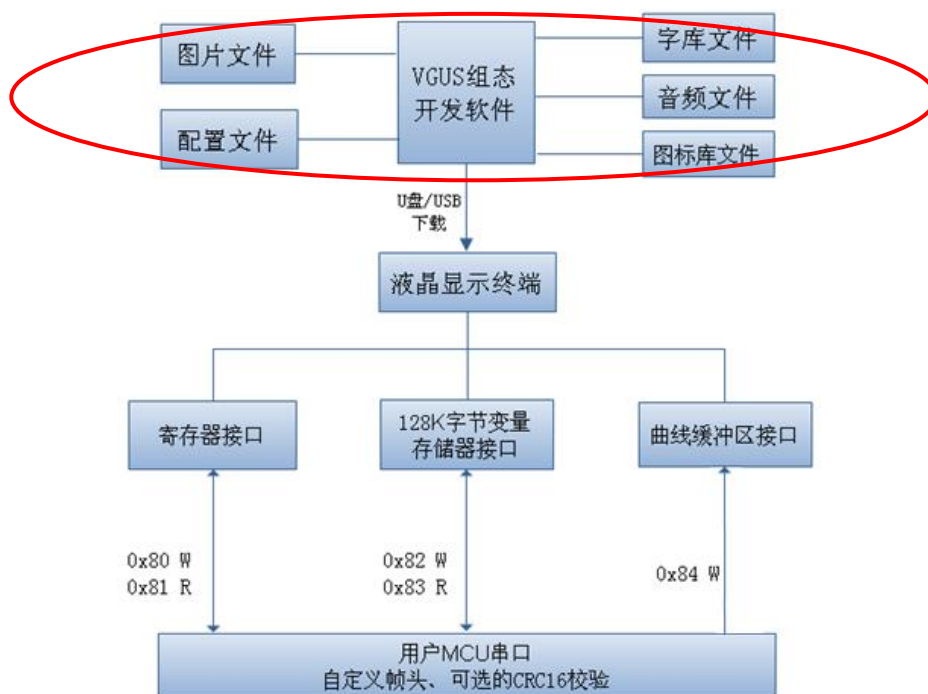 图片文件
VGUS组态
开发软件
字库文件
音频文件
配置文件
图标库文件
U盘/USB
下载
液晶显示终端
寄存器接口
128K字节变量
存储器接口
曲线缓冲区接口
0x80 W
0x81 R
0x82 W
0x83 R
0x84 W
用户MCU串口
自定义帧头、可选的CRC16校验